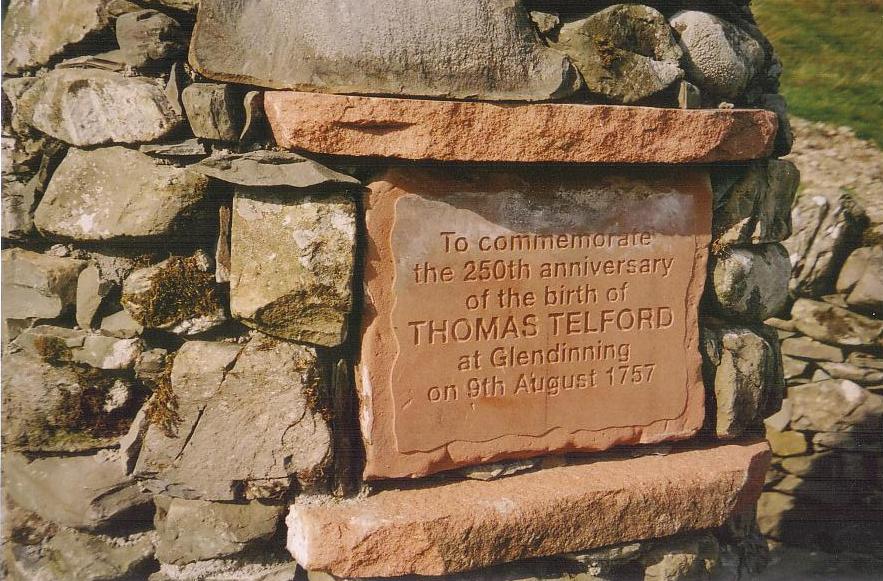 To commemorate
the 250th anniversary
of the birth of
THOMAS TELFORD
at Glendinning
on 9th August 1757